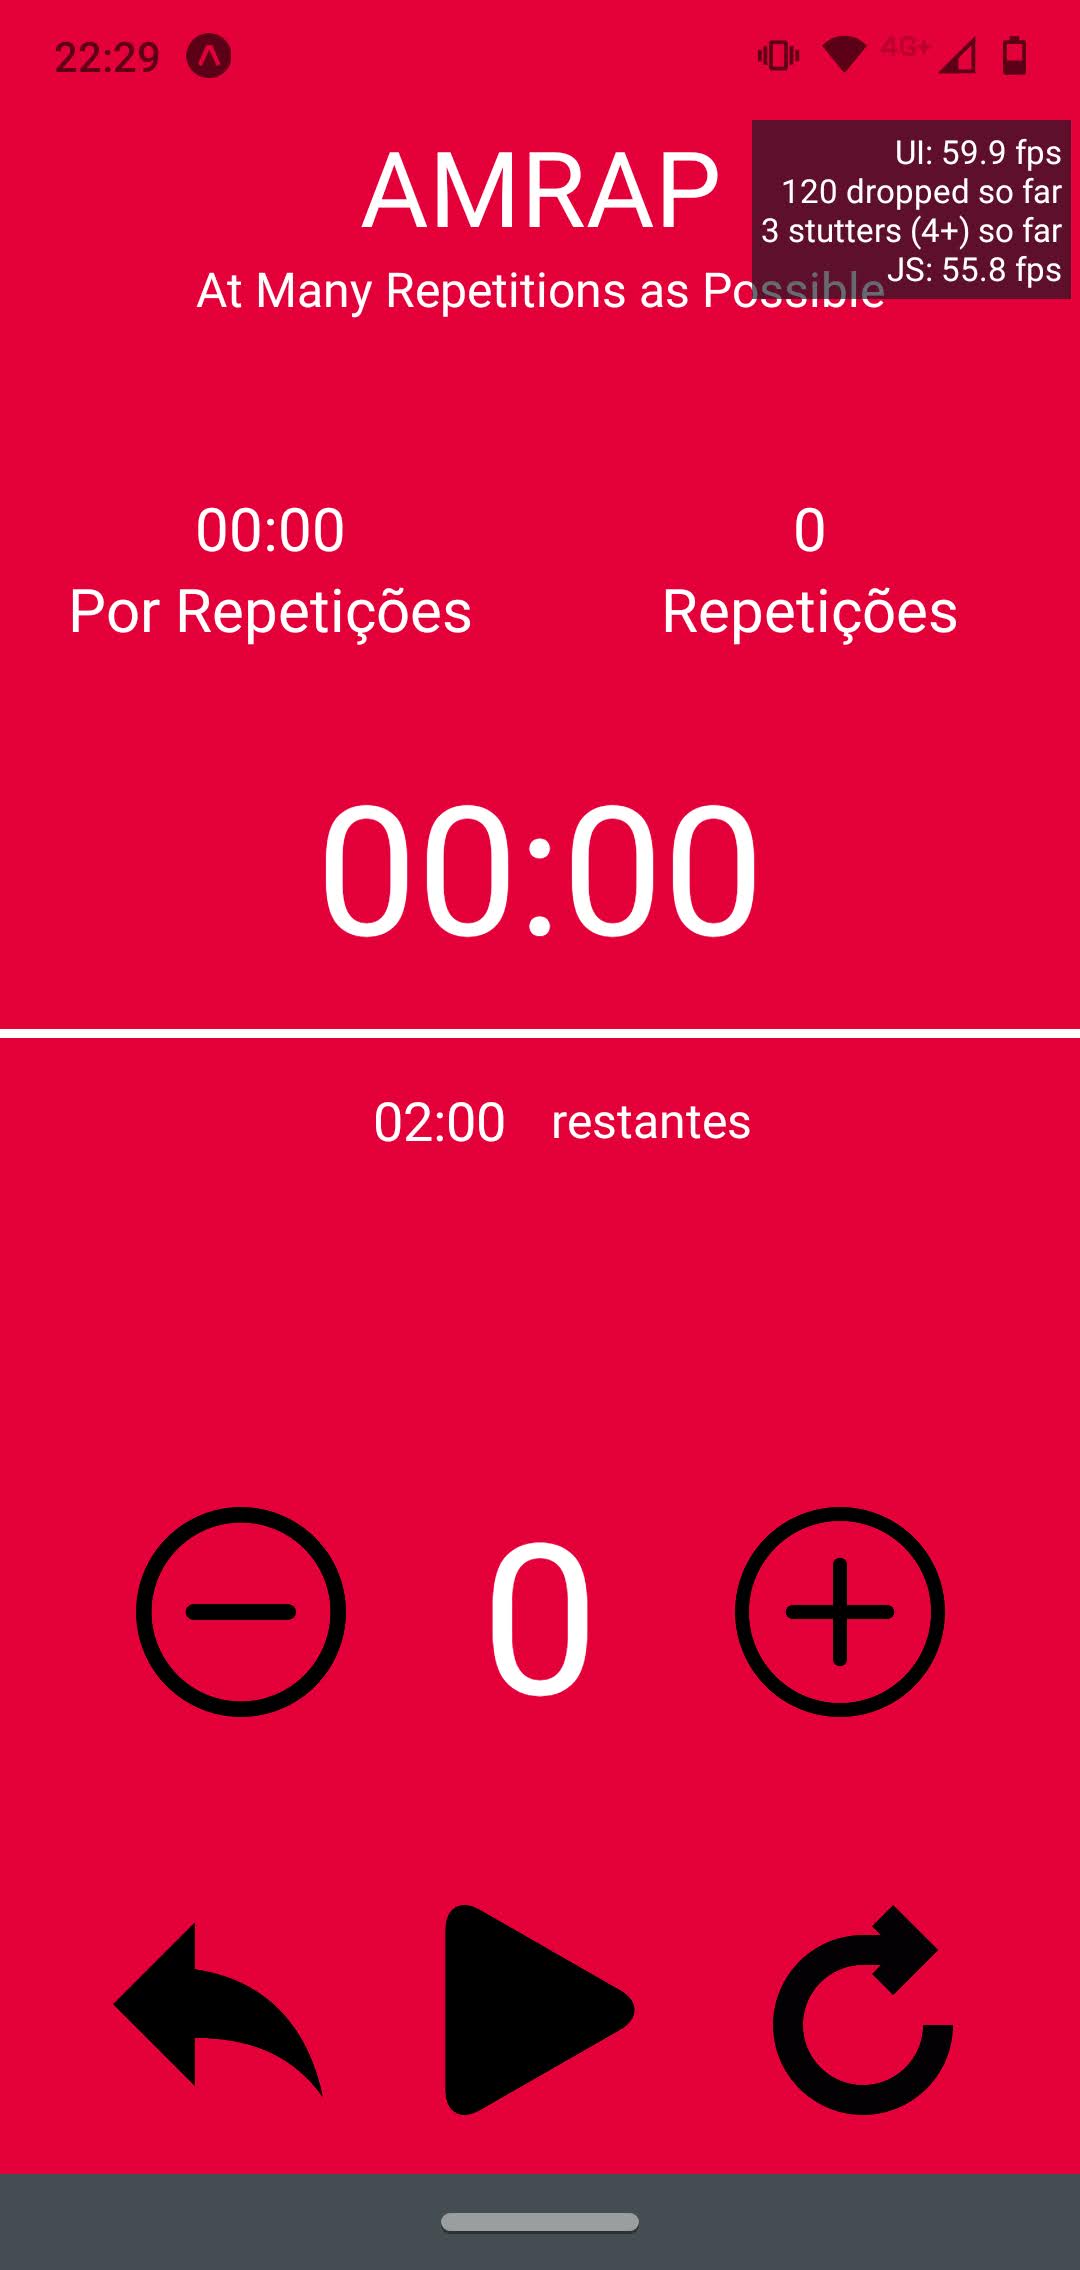 22:29
4G+
AMRAP
UI: 59.9 fps
120 dropped so far
3 stutters (4+) so far
JS: 55.8 fps
At Many Repetitions as Possible
00:00
Por Repetições
0
Repetições
00:00
02:00 restantes
0